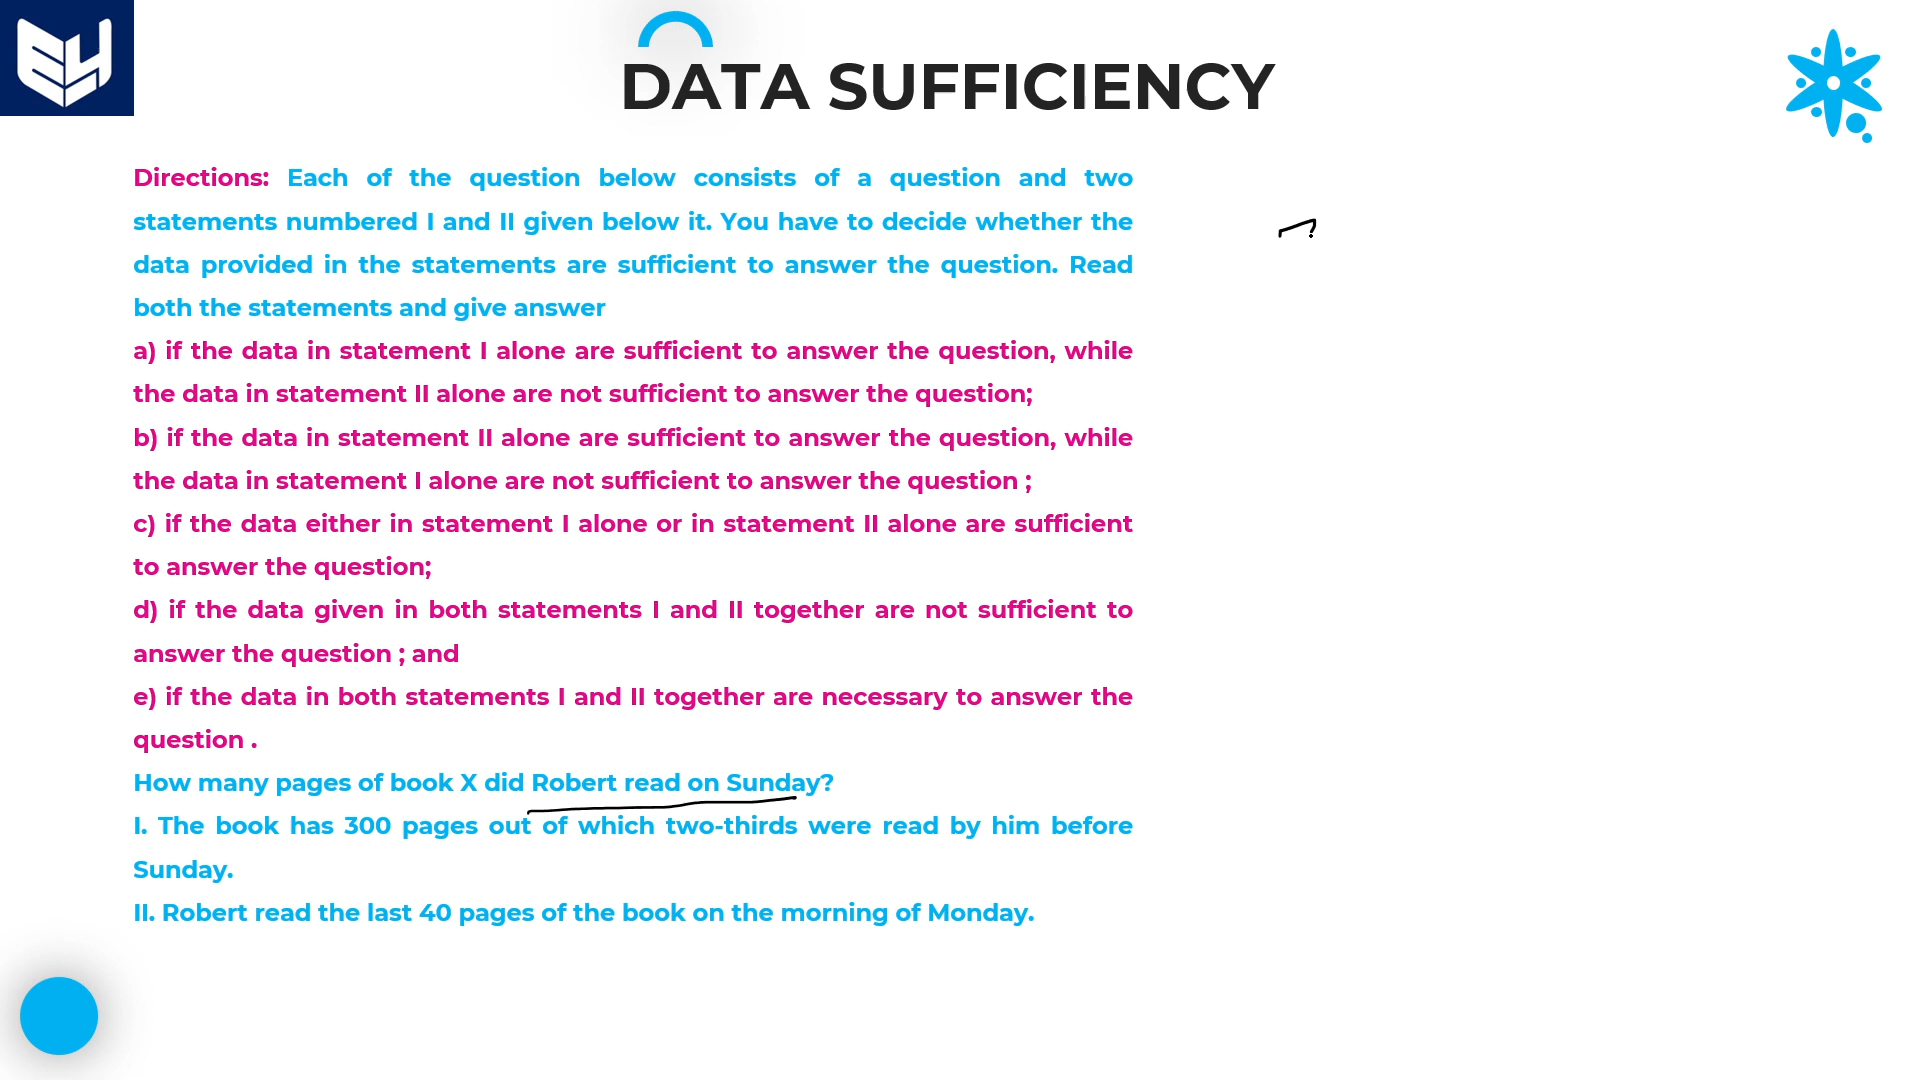 DATA SUFFICIENCY
Directions: Each of the question below consists of a question and two
statements numbered I and II given below it. You have to decide whether the
data provided in the statements are sufficient to answer the question. Read
both the statements and give answer
a) if the data in statement I alone are sufficient to answer the question, while
the data in statement II alone are not sufficient to answer the question;
b) if the data in statement II alone are sufficient to answer the question, while
the data in statement I alone are not sufficient to answer the question ;
c) if the data either in statement I alone or in statement II alone are sufficient
to answer the question;
d) if the data given in both statements I and II together are not sufficient to
answer the question ; and
e) if the data in both statements I and II together are necessary to answer the
question .
How many pages of book X did Robert read on Sunday?
I. The book has 300 pages out of which two-thirds were read by him before
Sunday.
II. Robert read the last 40 pages of the book on the morning of Monday.